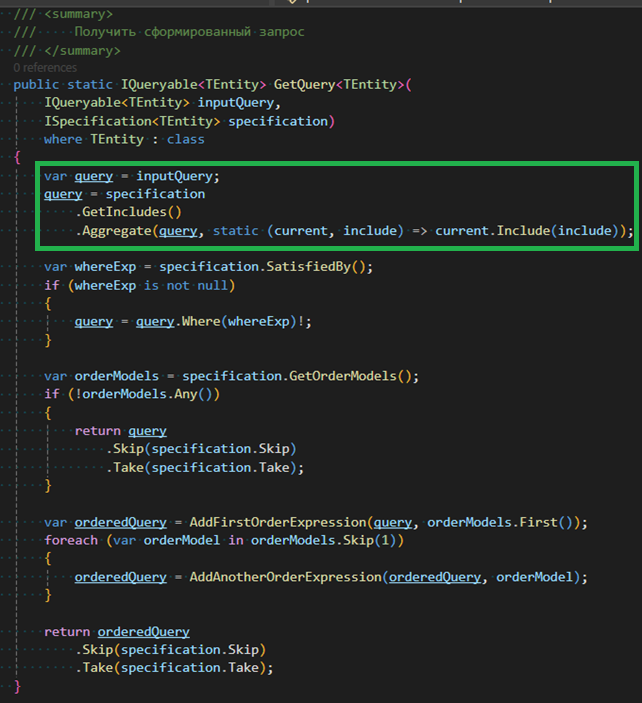 /// <summary>
///     Получить сформированный запрос
/// </summary>
0 references
public static IQueryable<TEntity> GetQuery<TEntity>(
    IQueryable<TEntity> inputQuery,
    ISpecification<TEntity> specification)
    where TEntity : class
{
    var query = inputQuery;
    query = specification
        .GetIncludes()
        .Aggregate(query, static (current, include) => current.Include(include));
    var whereExp = specification.SatisfiedBy();
    if (whereExp is not null)
    {
        query = query.Where(whereExp)!;
    }
    var orderModels = specification.GetOrderModels();
    if (!orderModels.Any())
    {
        return query
            .Skip(specification.Skip)
            .Take(specification.Take);
    }
    var orderedQuery = AddFirstOrderExpression(query, orderModels.First());
    foreach (var orderModel in orderModels.Skip(1))
    {
        orderedQuery = AddAnotherOrderExpression(orderedQuery, orderModel);
    }
    return orderedQuery
        .Skip(specification.Skip)
        .Take(specification.Take);
}